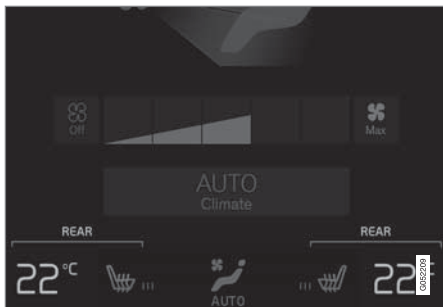 Off
Max
AUTO
Climate
REAR REAR
22°C 22°
AUTO
G052209